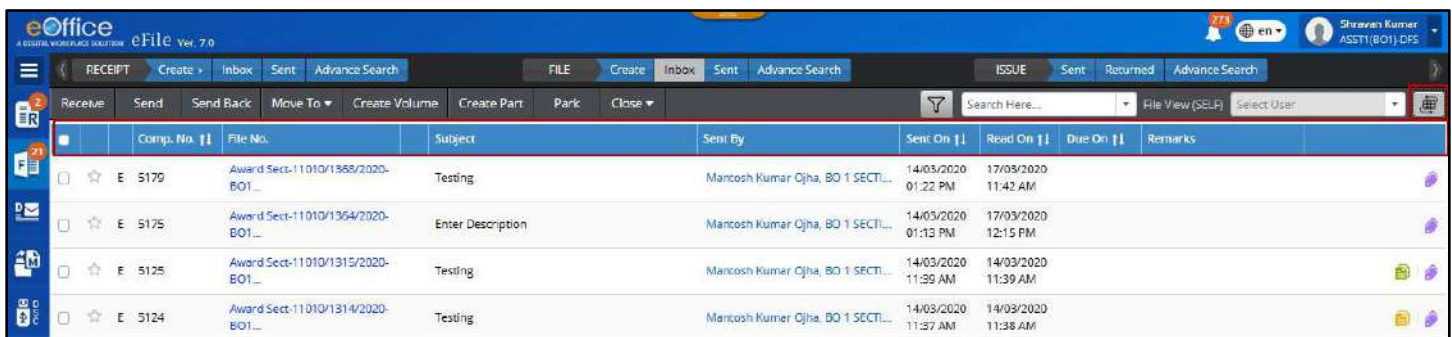 eOffice
A DIGITAL WORKPLACE SOLUTION eFile Ver. 7.0
273
en
Shravan Kumar
ASST1(BO1)-DFS
RECEIPT Create Inbox Sent Advance Search FILE Create Inbox Sent Advance Search ISSUE Sent Returned Advance Search
2
R
Receive Send Send Back Move To Create Volume Create Part Park Close Search Here... File View (SELF) Select User
Comp. No. File No. Subject Sent By Sent On Read On Due On Remarks
21
F
E 5179 Award Sect-11010/1368/2020-BO1... Testing Mantosh Kumar Ojha, BO 1 SECTI... 14/03/2020 01:22 PM 17/03/2020 11:42 AM
D
E 5175 Award Sect-11010/1364/2020-BO1... Enter Description Mantosh Kumar Ojha, BO 1 SECTI... 14/03/2020 01:13 PM 17/03/2020 12:15 PM
M
E 5125 Award Sect-11010/1315/2020-BO1... Testing Mantosh Kumar Ojha, BO 1 SECTI... 14/03/2020 11:39 AM 14/03/2020 11:39 AM
DSC
E 5124 Award Sect-11010/1314/2020-BO1... Testing Mantosh Kumar Ojha, BO 1 SECTI... 14/03/2020 11:37 AM 14/03/2020 11:38 AM